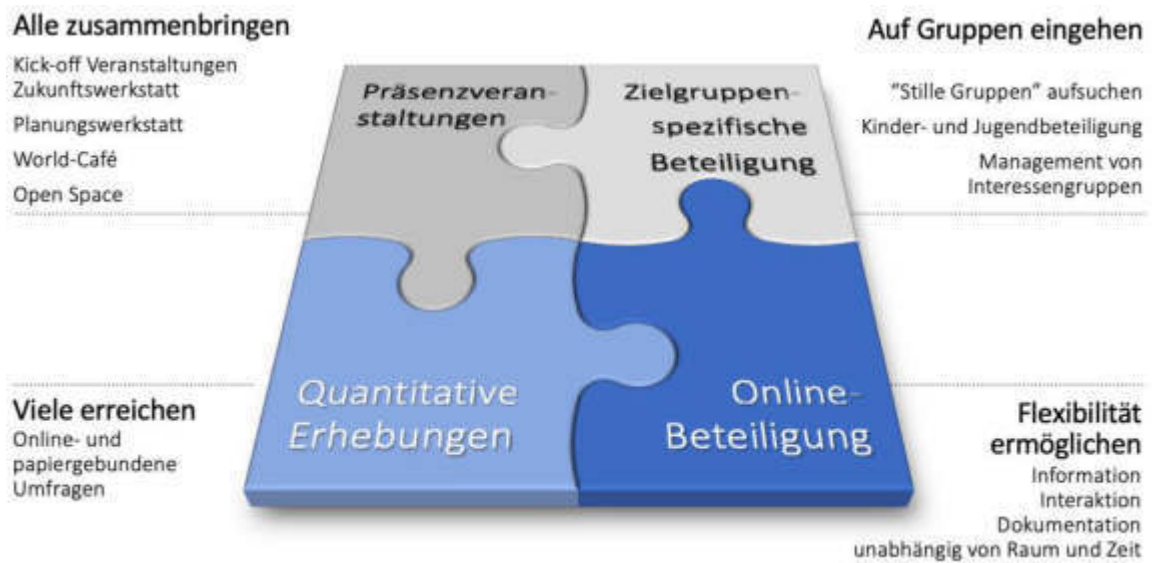 Alle zusammenbringen
Kick-off Veranstaltungen
Zukunftswerkstatt
Planungswerkstatt
World-Café
Open Space
Präsenzveran-
staltungen
Zielgruppen-
spezifische
Beteiligung
Auf Gruppen eingehen
"Stille Gruppen" aufsuchen
Kinder- und Jugendbeteiligung
Management von
Interessengruppen
Viele erreichen
Online- und
papiergebundene
Umfragen
Quantitative
Erhebungen
Online-
Beteiligung
Flexibilität
ermöglichen
Information
Interaktion
Dokumentation
unabhängig von Raum und Zeit